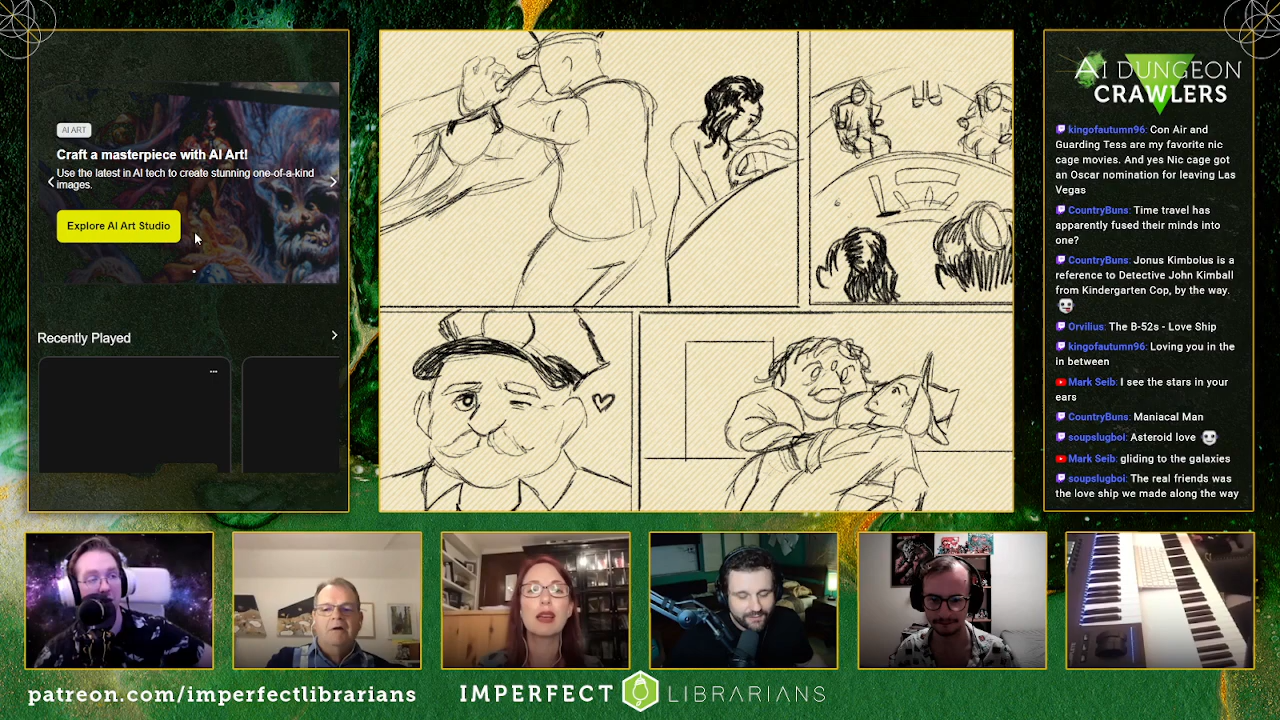 AI ART
Craft a masterpiece with AI Art!
Use the latest in AI tech to create stunning one-of-a-kind
images.
Explore AI Art Studio
Recently Played
AI DUNGEON
CRAWLERS
kingofautumn96: Con Air and
Guarding Tess are my favorite nic
cage movies. And yes Nic cage got
an Oscar nomination for leaving Las
Vegas
CountryBuns: Time travel has
apparently fused their minds into
one?
CountryBuns: Jonus Kimbolus is a
reference to Detective John Kimball
from Kindergarten Cop, by the way.
Orvilius: The B-52s - Love Ship
kingofautumn96: Loving you in the
in between
Mark Seib: I see the stars in your
ears
CountryBuns: Maniacal Man
soupslugboi: Asteroid love
Mark Seib: gliding to the galaxies
soupslugboi: The real friends was
the love ship we made along the way
patreon.com/imperfectlibrarians
IMPERFECT LIBRARIANS